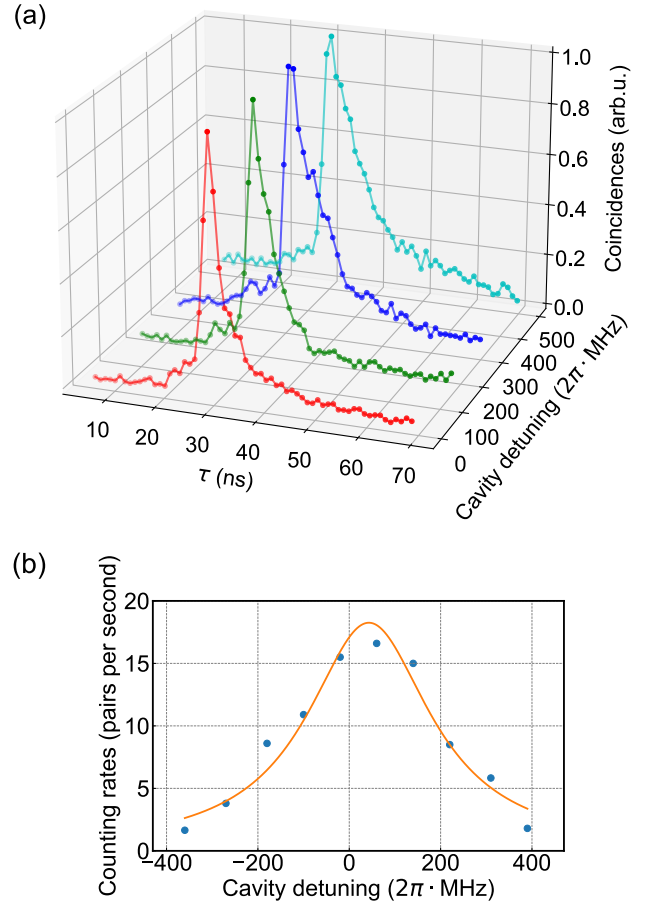 (a)
1.0
0.8
0.6
0.4
0.2
0.0
Coincidences (arb.u.)
500
400
300
200
100
0
Cavity detuning (2π · MHz)
10 20 30 40 50 60 70
τ (ns)
(b)
20
15
10
5
0
Counting rates (pairs per second)
−400 −200 0 200 400
Cavity detuning (2π · MHz)